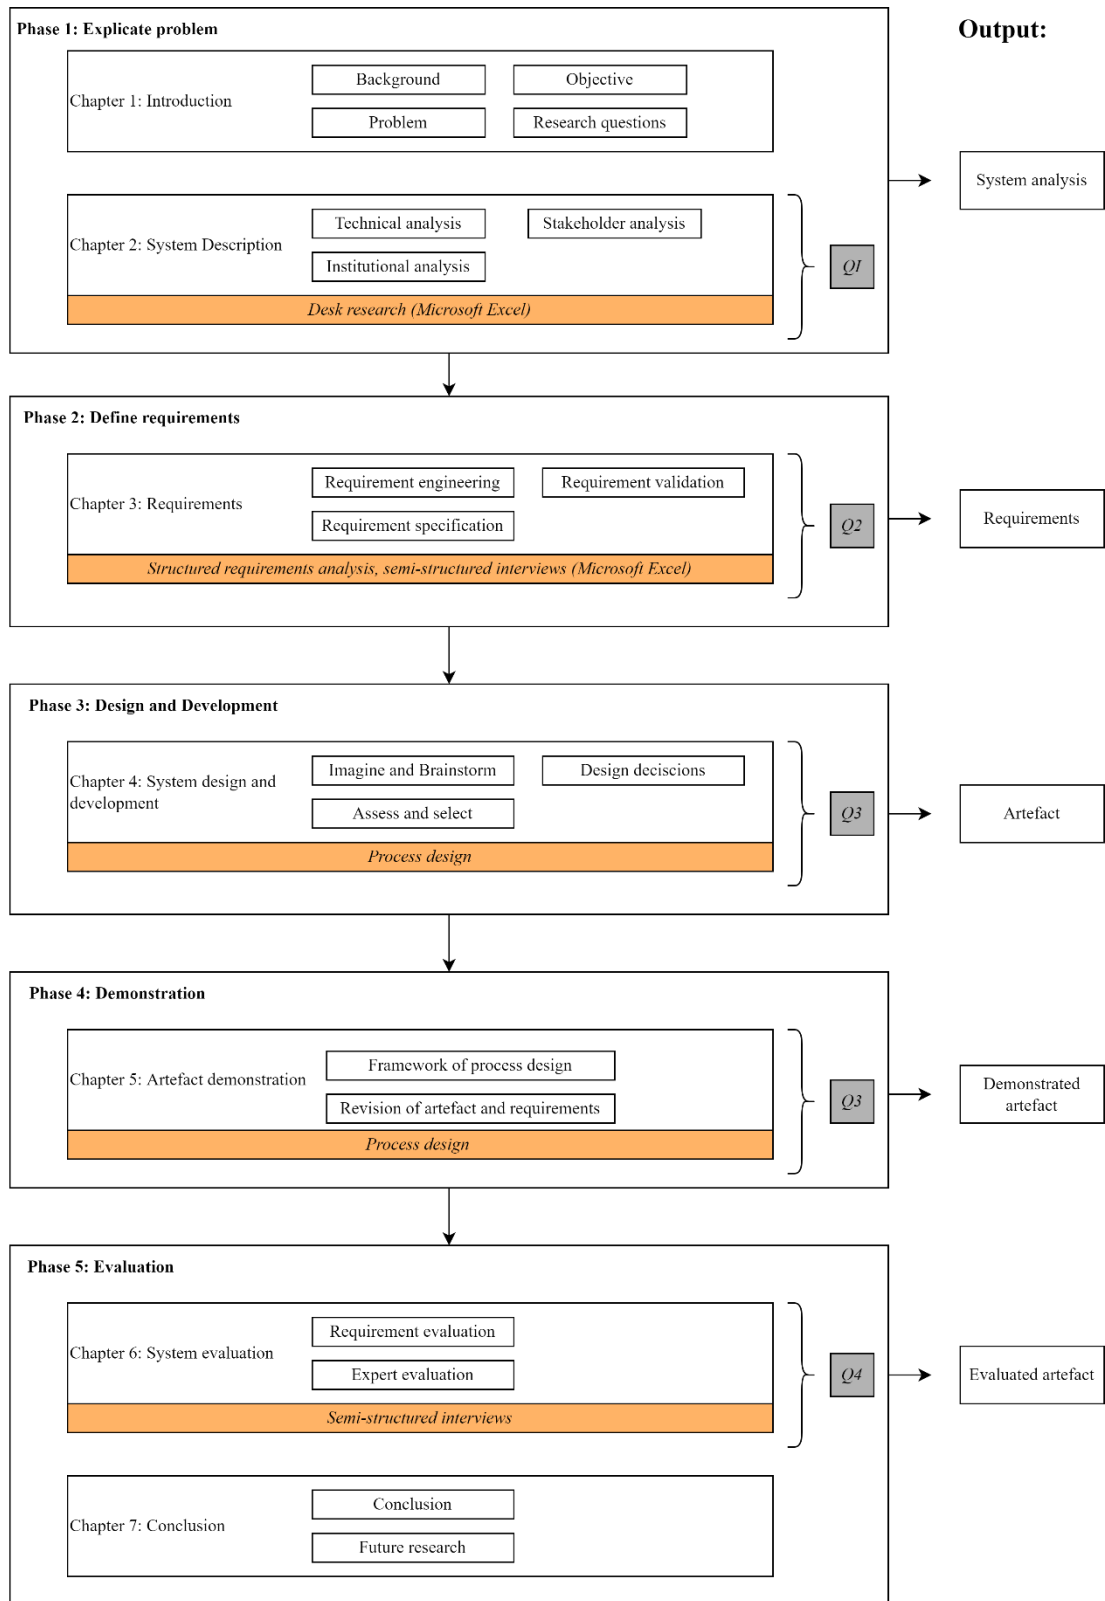 Phase 1: Explicate problem
Output:
Chapter 1: Introduction
Background
Objective
Problem
Research questions
System analysis
Chapter 2: System Description
Technical analysis
Stakeholder analysis
Institutional analysis
Q1
Desk research (Microsoft Excel)
Phase 2: Define requirements
Chapter 3: Requirements
Requirement engineering
Requirement validation
Requirement specification
Q2
Requirements
Structured requirements analysis, semi-structured interviews (Microsoft Excel)
Phase 3: Design and Development
Chapter 4: System design and
development
Imagine and Brainstorm
Design deciscions
Assess and select
Q3
Artefact
Process design
Phase 4: Demonstration
Chapter 5: Artefact demonstration
Framework of process design
Revision of artefact and requirements
Q3
Demonstrated
artefact
Process design
Phase 5: Evaluation
Chapter 6: System evaluation
Requirement evaluation
Expert evaluation
Q4
Evaluated artefact
Semi-structured interviews
Chapter 7: Conclusion
Conclusion
Future research